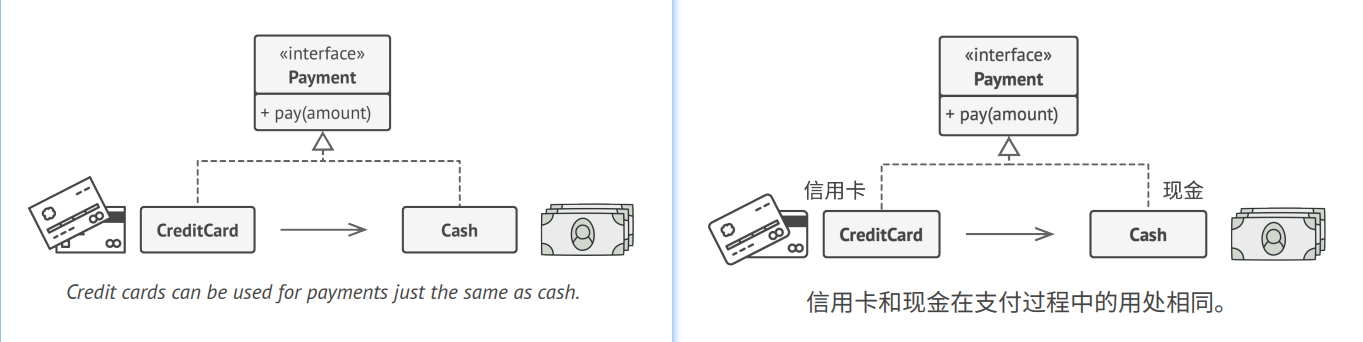 «interface»
Payment
+ pay(amount)
CreditCard
Cash
Credit cards can be used for payments just the same as cash.
«interface»
Payment
+ pay(amount)
信用卡
现金
CreditCard
Cash
信用卡和现金在支付过程中的用处相同。